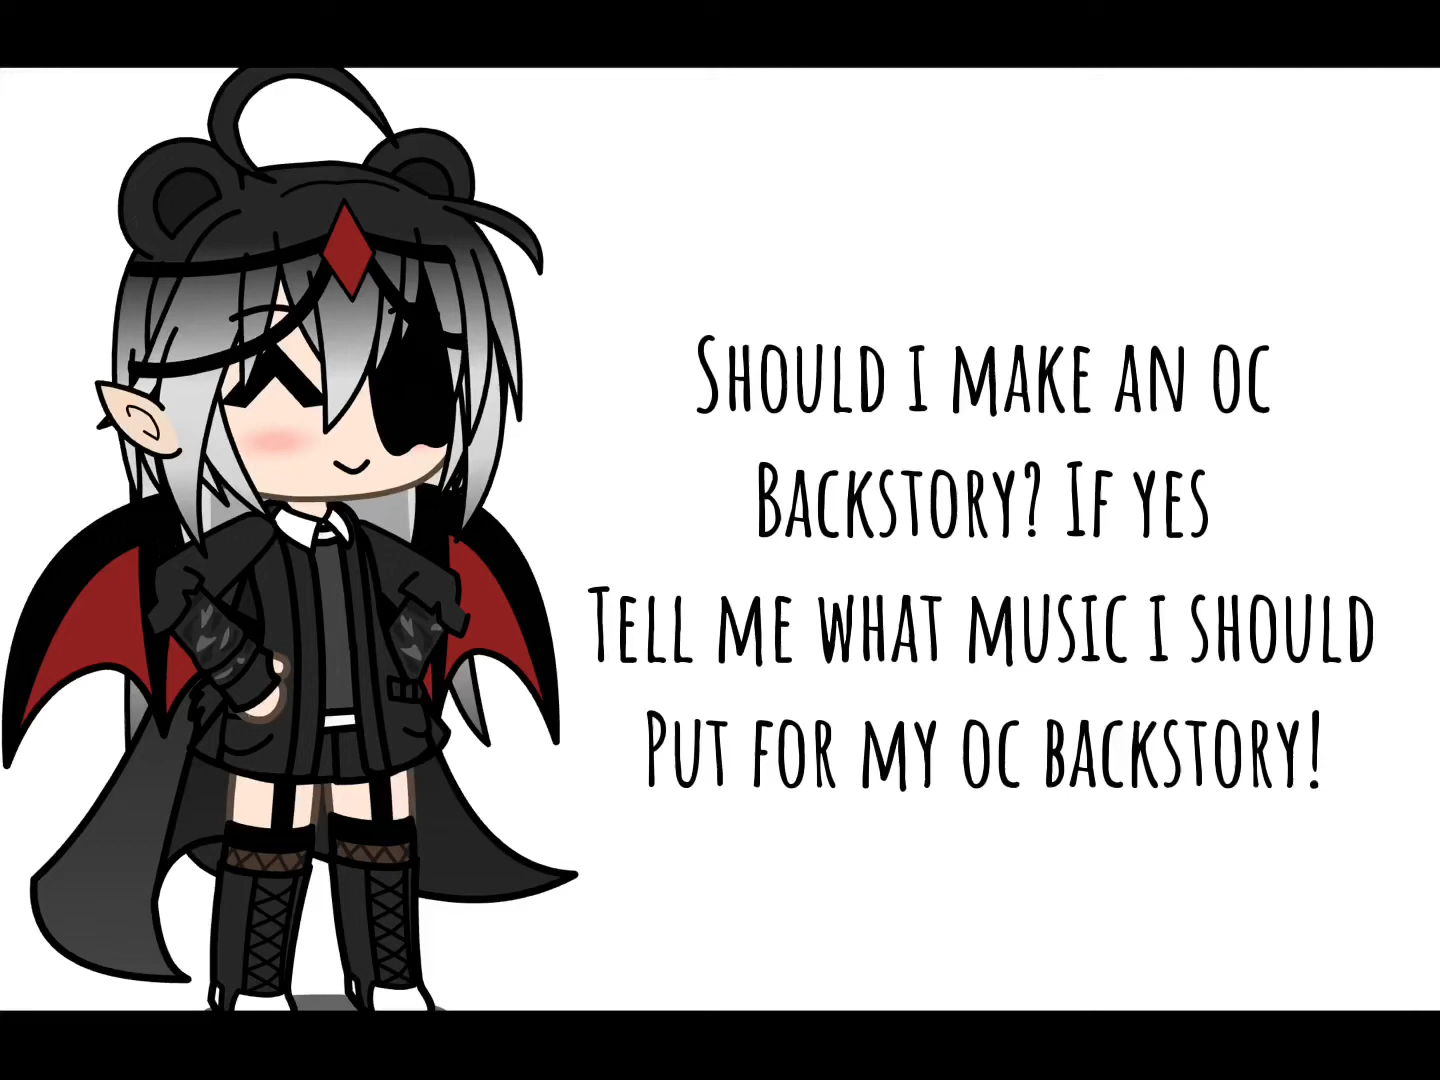 Should i make an oc
Backstory? If yes
Tell me what music i should
Put for my oc backstory!